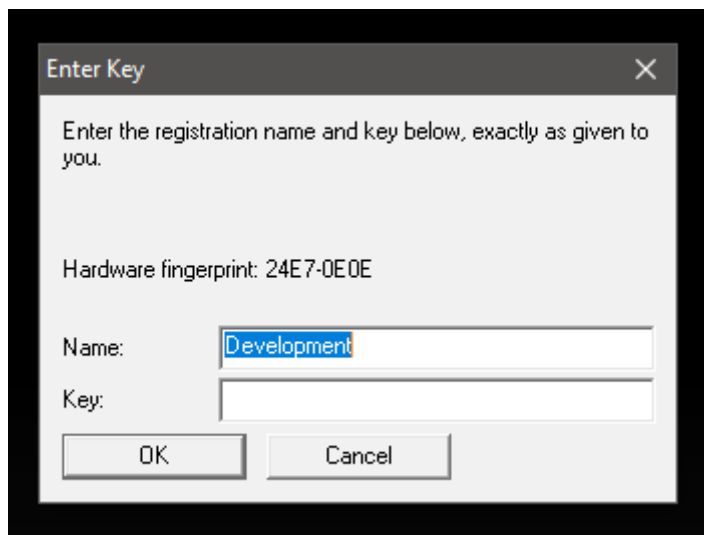 Enter Key
Enter the registration name and key below, exactly as given to
you.
Hardware fingerprint: 24E7-0E0E
Name: Development
Key:
OK Cancel